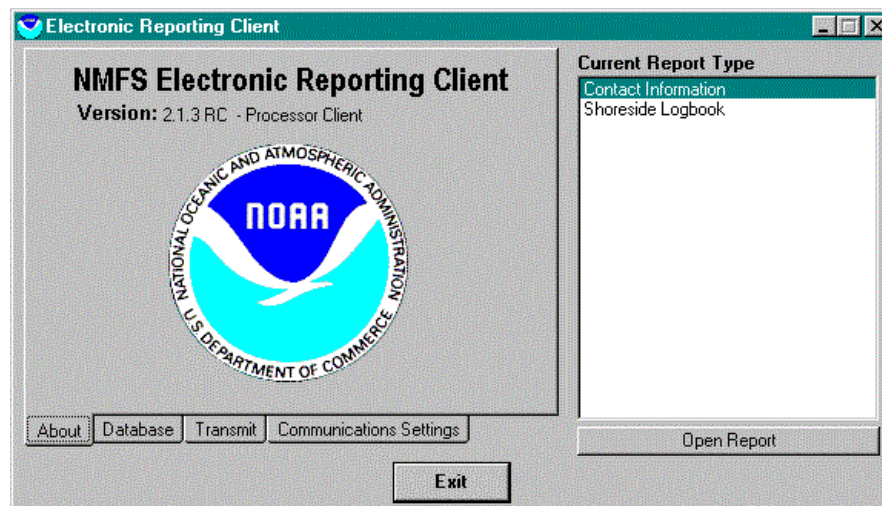 Electronic Reporting Client
NMFS Electronic Reporting Client
Version: 2.1.3 RC - Processor Client
NATIONAL OCEANIC AND ATMOSPHERIC ADMINISTRATION
NOAA
U.S. DEPARTMENT OF COMMERCE
About
Database
Transmit
Communications Settings
Current Report Type
Contact Information
Shoreside Logbook
Open Report
Exit